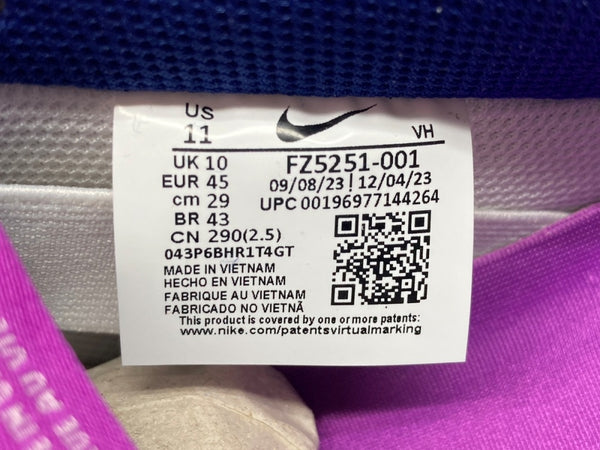 US
11
VH
UK 10
FZ5251-001
EUR 45
09/08/23 | 12/04/23
cm 29
UPC 00196977144264
BR 43
CN 290(2.5)
043P6BHR1T4GT
MADE IN VIETNAM
HECHO EN VIETNAM
FABRIQUE AU VIETNAM
FABRICADO NO VIETNÃ
This product is covered by one or more patents:
www.nike.com/patentsvirtualmarking